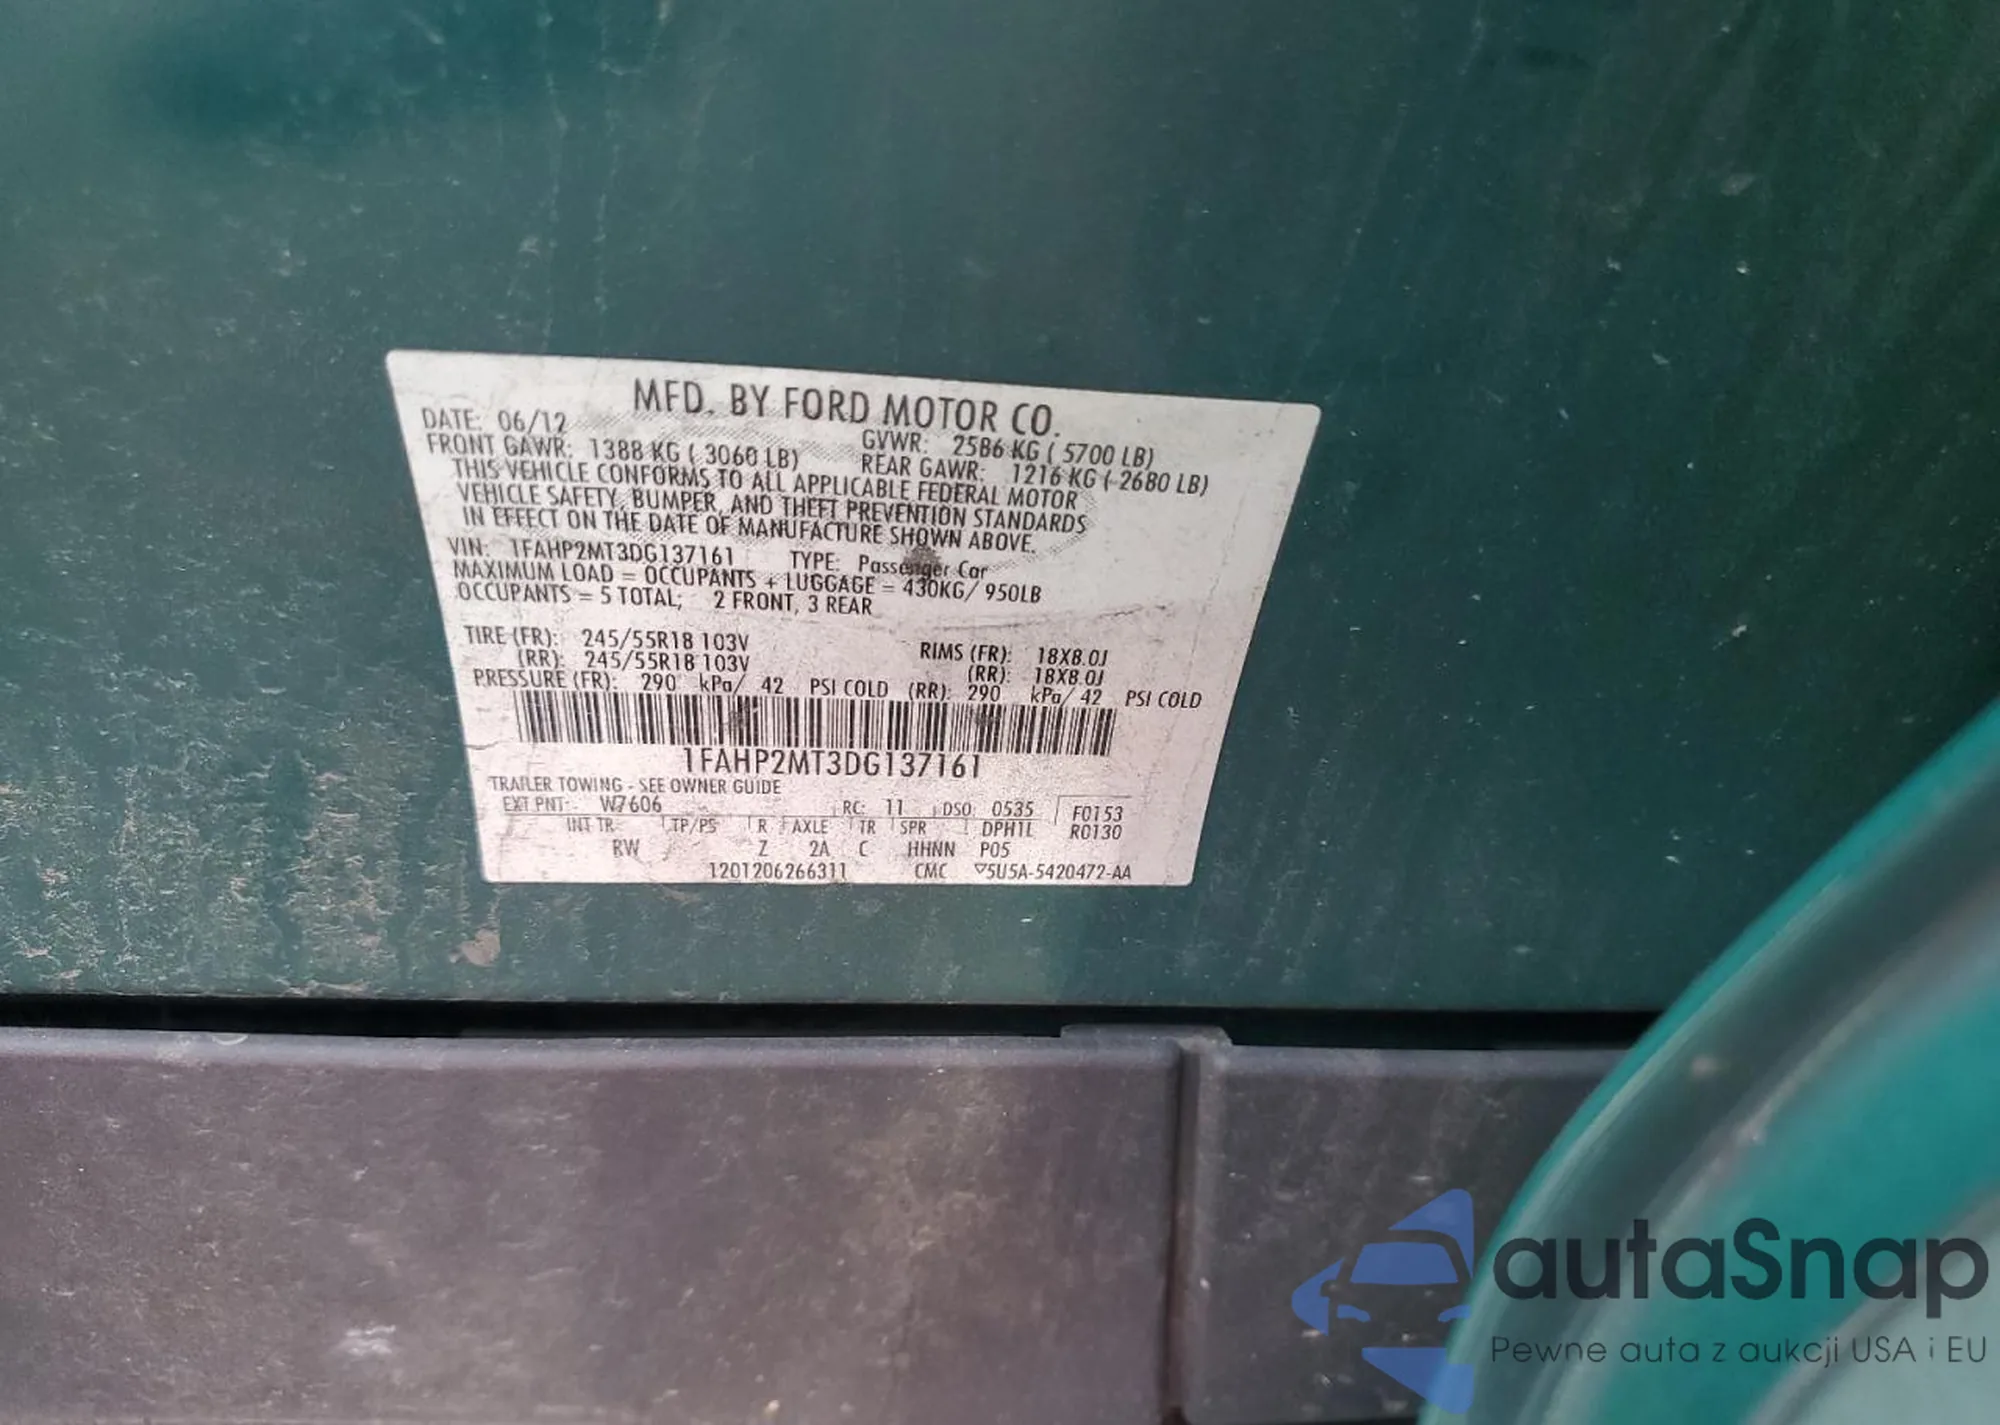 MFD. BY FORD MOTOR CO.
DATE: 06/12 GVWR: 2586 KG ( 5700 LB)
FRONT GAWR: 1388 KG ( 3060 LB) REAR GAWR: 1216 KG ( 2680 LB)
THIS VEHICLE CONFORMS TO ALL APPLICABLE FEDERAL MOTOR
VEHICLE SAFETY, BUMPER, AND THEFT PREVENTION STANDARDS
IN EFFECT ON THE DATE OF MANUFACTURE SHOWN ABOVE.
VIN: 1FAHP2MT3DG137161 TYPE: Passenger Car
MAXIMUM LOAD = OCCUPANTS + LUGGAGE = 430KG/ 950LB
OCCUPANTS = 5 TOTAL; 2 FRONT, 3 REAR
TIRE (FR): 245/55R18 103V RIMS (FR): 18X8.0J
(RR): 245/55R18 103V (RR): 18X8.0J
PRESSURE (FR): 290 kPa/ 42 PSI COLD (RR): 290 kPa/ 42 PSI COLD
1FAHP2MT3DG137161
TRAILER TOWING - SEE OWNER GUIDE
EXT PNT: W7606 RC: 11 DSO: 0535 F0153
INT TR TP/PS R AXLE TR SPR DPH1L R0130
RW Z 2A C HHNN P05
1201206266311 CMC ▽5U5A-5420472-AA
autaSnap
Pewne auta z aukcji USA i EU